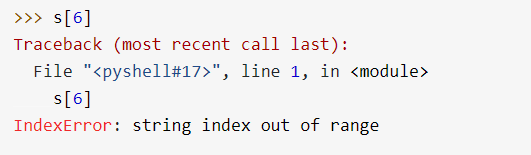 >>> s[6]
Traceback (most recent call last):
  File "<pyshell#17>", line 1, in <module>
    s[6]
IndexError: string index out of range